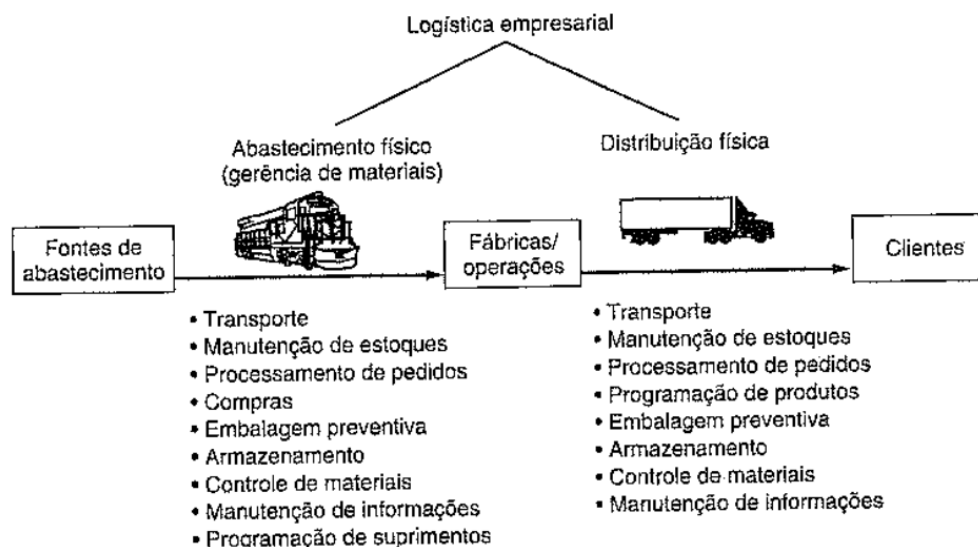 Logística empresarial
Abastecimento físico
(gerência de materiais)
Distribuição física
Fontes de
abastecimento
Fábricas/
operações
Clientes
• Transporte
• Manutenção de estoques
• Processamento de pedidos
• Compras
• Embalagem preventiva
• Armazenamento
• Controle de materiais
• Manutenção de informações
• Programação de suprimentos
• Transporte
• Manutenção de estoques
• Processamento de pedidos
• Programação de produtos
• Embalagem preventiva
• Armazenamento
• Controle de materiais
• Manutenção de informações